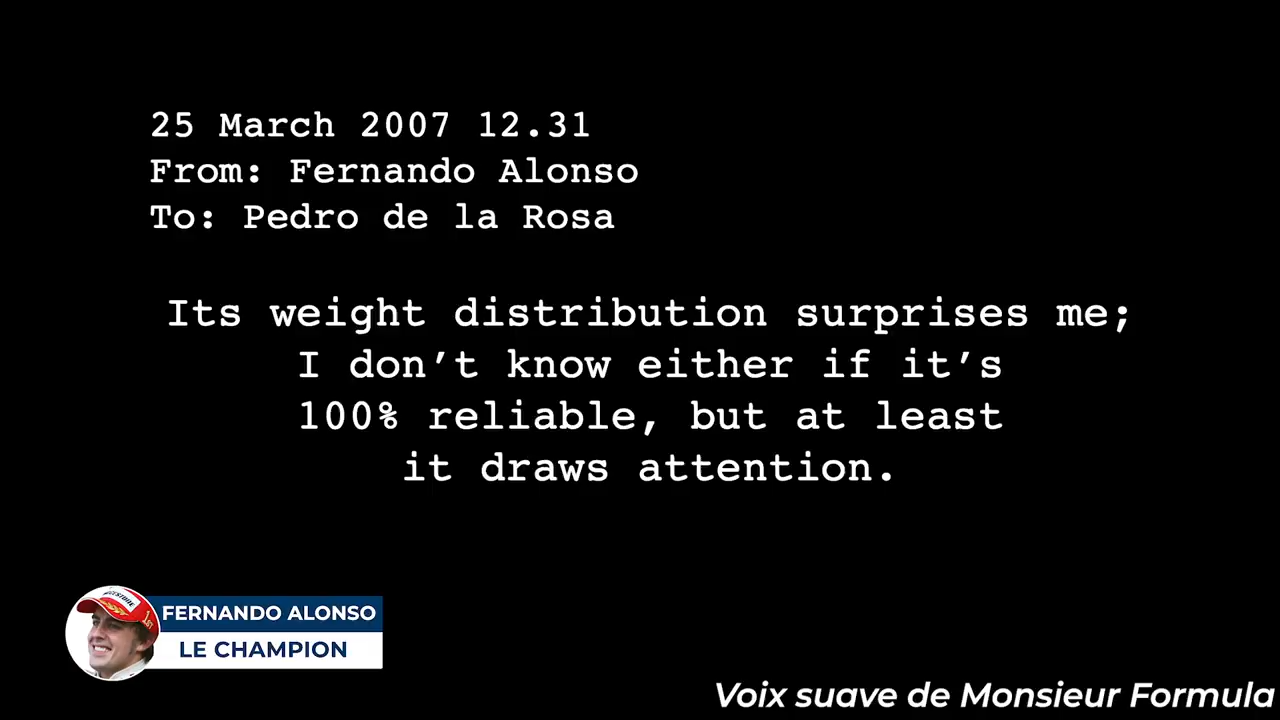 25 March 2007 12.31
From: Fernando Alonso
To: Pedro de la Rosa
Its weight distribution surprises me;
I don’t know either if it’s
100% reliable, but at least
it draws attention.
FERNANDO ALONSO
LE CHAMPION
Voix suave de Monsieur Formula